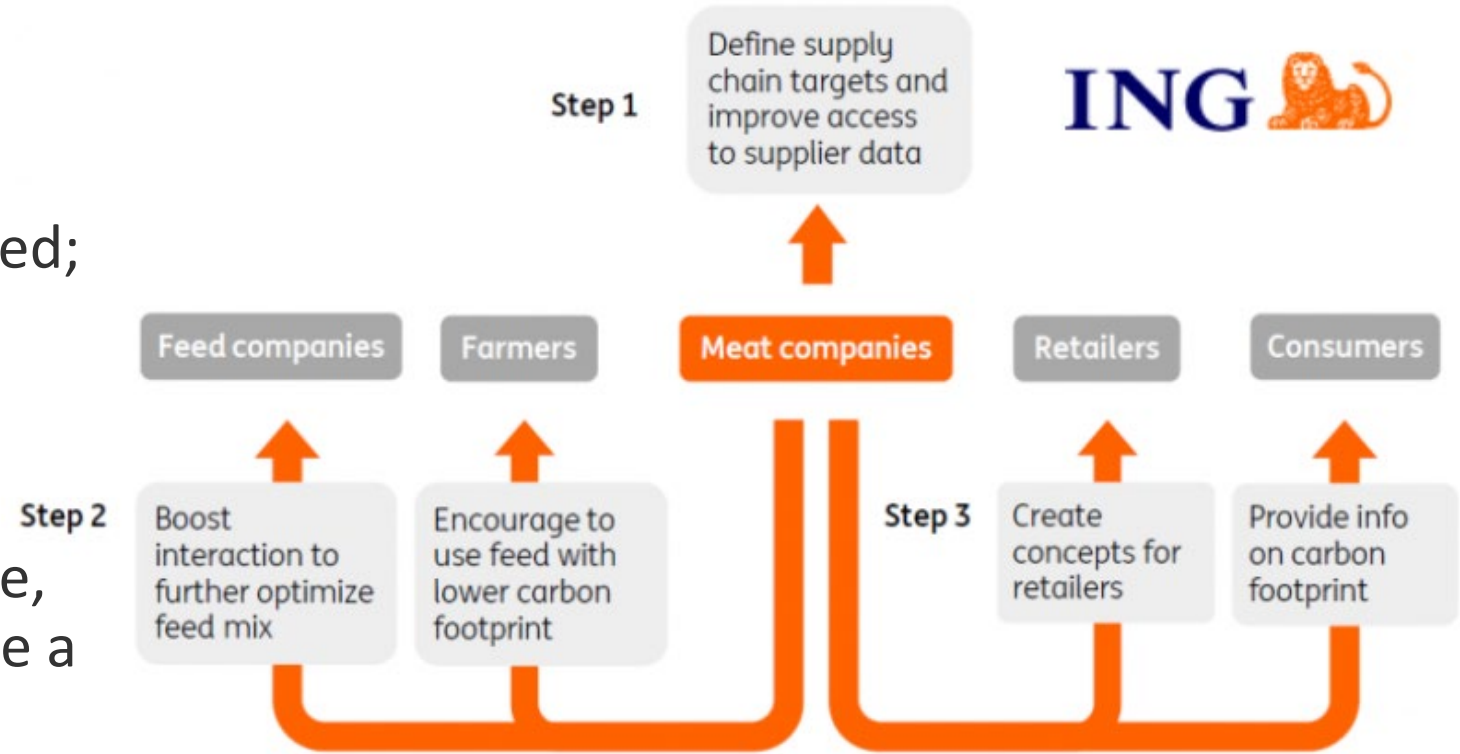 Step 1
Define supply
chain targets and
improve access
to supplier data
ING
ed;
Feed companies
Farmers
Meat companies
Retailers
Consumers
Step 2
Boost
interaction to
further optimize
feed mix
Encourage to
use feed with
lower carbon
footprint
Step 3
Create
concepts for
retailers
Provide info
on carbon
footprint
e,
e a